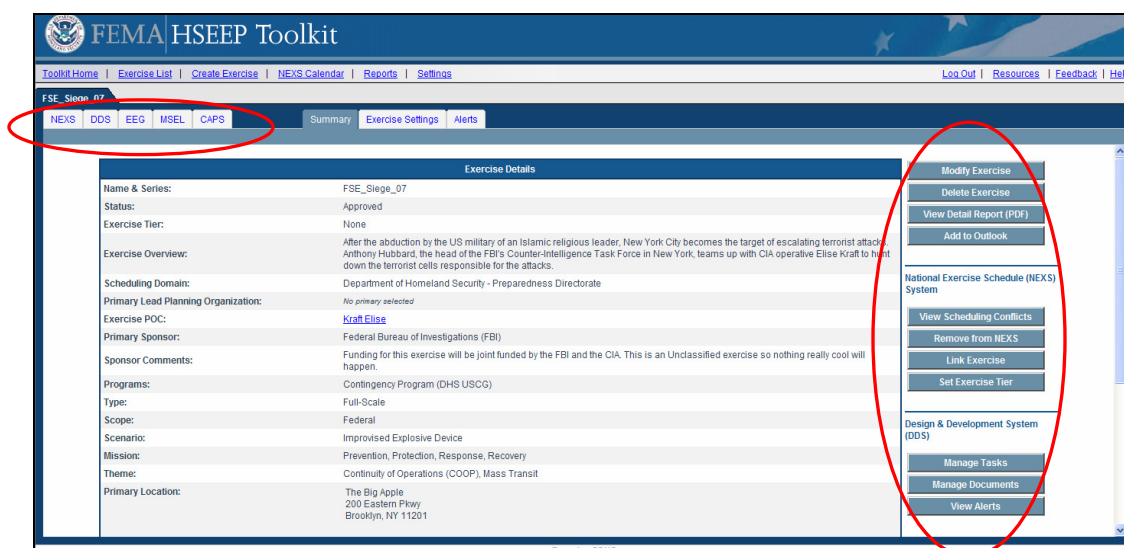 FEMA HSEEP Toolkit
Toolkit Home | Exercise List | Create Exercise | NEXS Calendar | Reports | Settings
Log Out | Resources | Feedback |
FSE_Siege_07
NEXS DDS EEG MSEL CAPS Summary Exercise Settings Alerts
Exercise Details
Name & Series: FSE_Siege_07
Status: Approved
Exercise Tier: None
Exercise Overview: After the abduction by the US military of an Islamic religious leader, New York City becomes the target of escalating terrorist attacks.
Anthony Hubbard, the head of the FBI's Counter-Intelligence Task Force in New York, teams up with CIA operative Elise Kraft to hunt
down the terrorist cells responsible for the attacks.
Scheduling Domain: Department of Homeland Security - Preparedness Directorate
Primary Lead Planning Organization: No primary selected
Exercise POC: Kraft Elise
Primary Sponsor: Federal Bureau of Investigations (FBI)
Sponsor Comments: Funding for this exercise will be joint funded by the FBI and the CIA. This is an Unclassified exercise so nothing really cool will
happen.
Programs: Contingency Program (DHS USCG)
Type: Full-Scale
Scope: Federal
Scenario: Improvised Explosive Device
Mission: Prevention, Protection, Response, Recovery
Theme: Continuity of Operations (COOP), Mass Transit
Primary Location: The Big Apple
200 Eastern Pkwy
Brooklyn, NY 11201
Modify Exercise
Delete Exercise
View Detail Report (PDF)
Add to Outlook
National Exercise Schedule (NEXS)
System
View Scheduling Conflicts
Remove from NEXS
Link Exercise
Set Exercise Tier
Design & Development System
(DDS)
Manage Tasks
Manage Documents
View Alerts